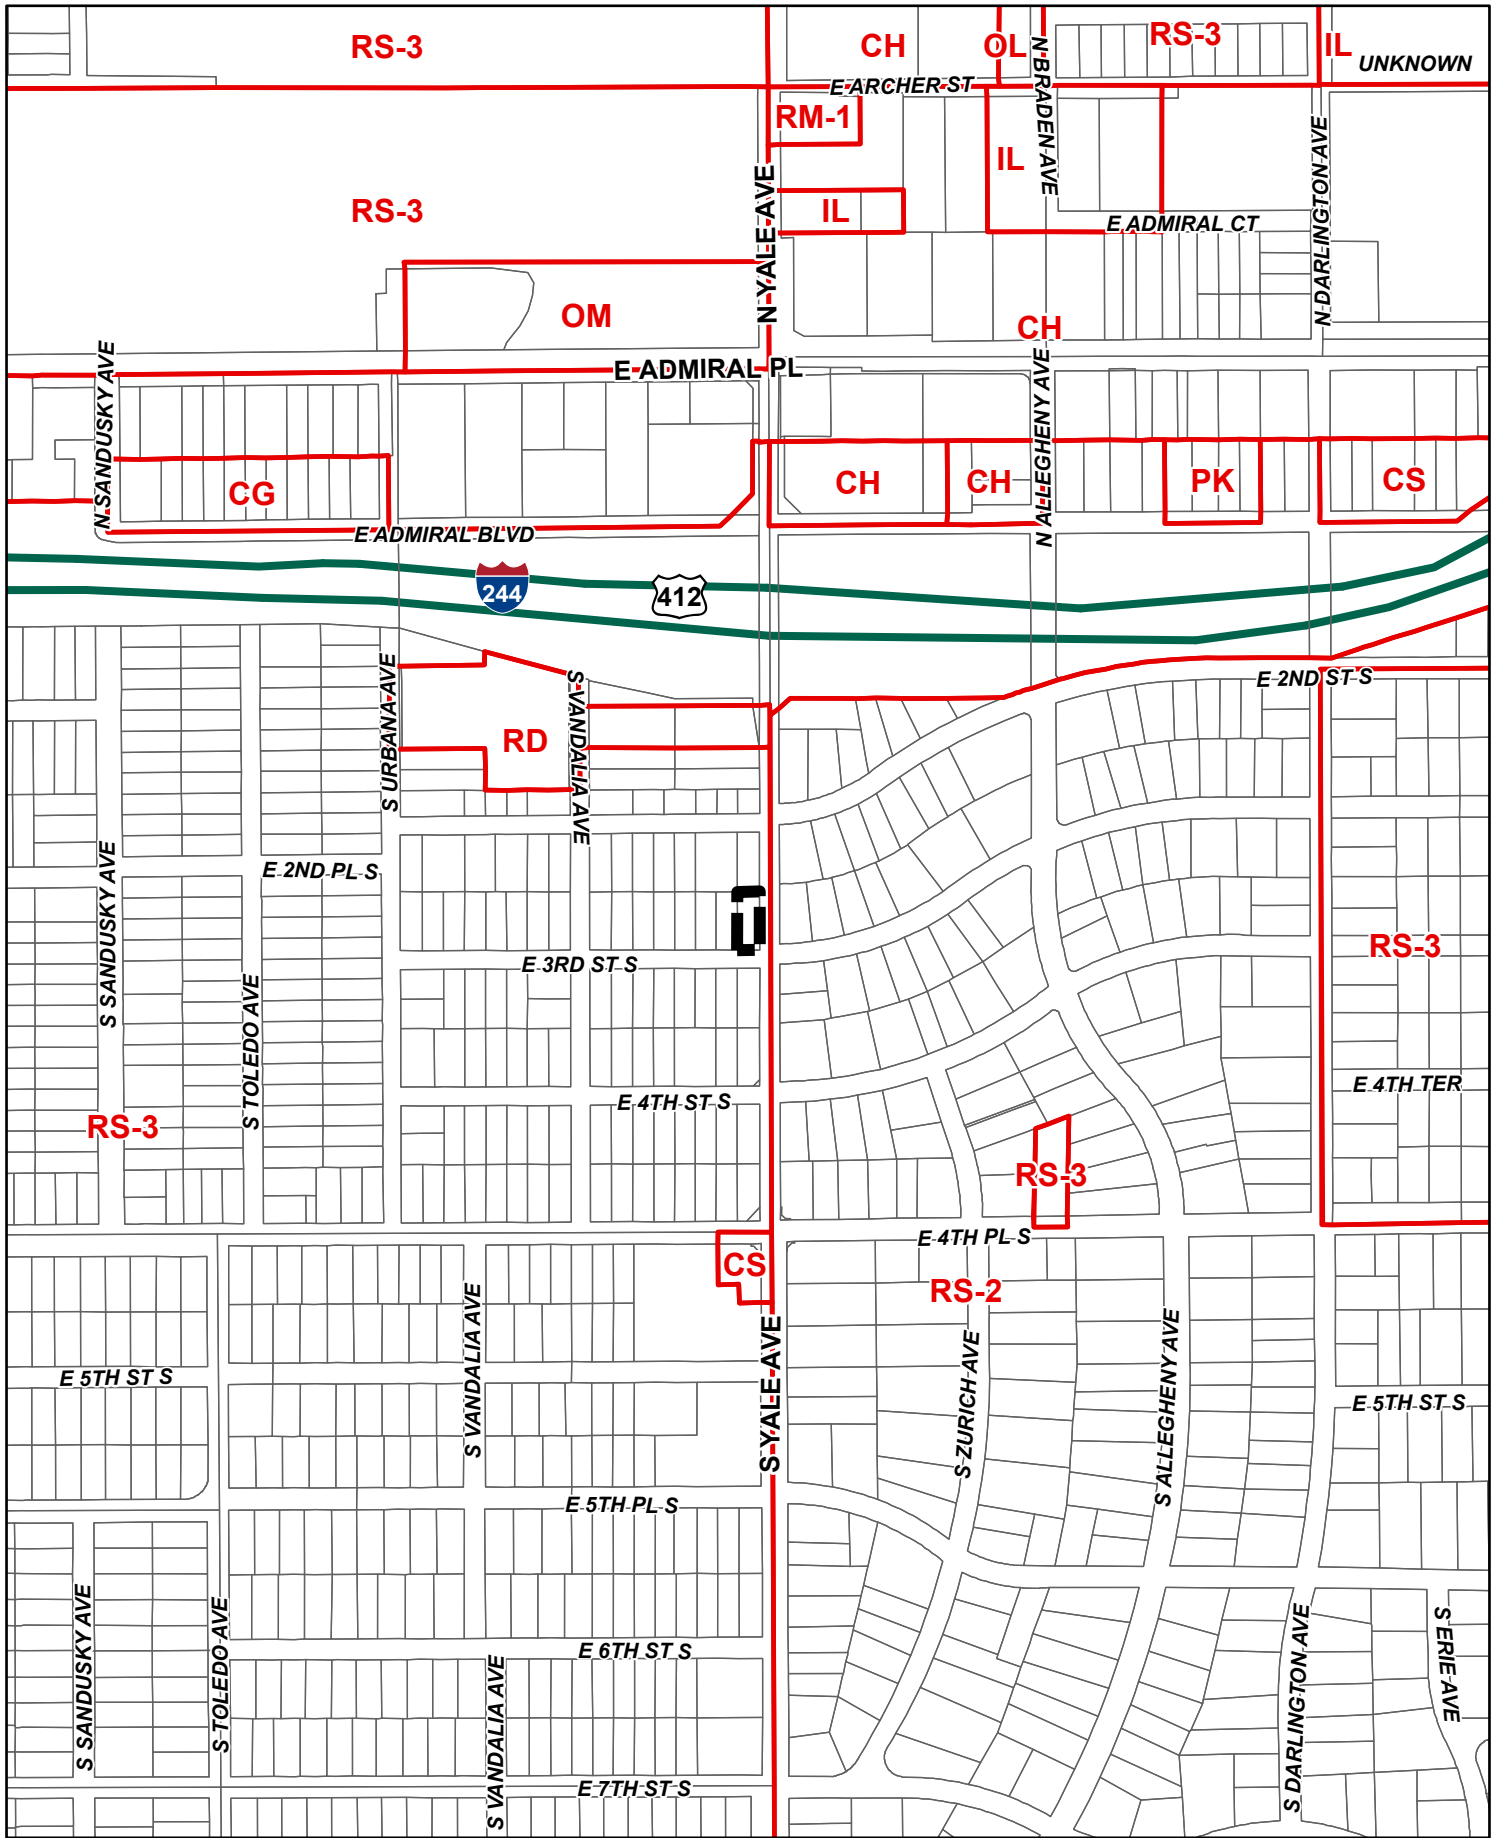 RS-3
CH
OL
RS-3
IL
UNKNOWN
E ARCHER ST
N BRADEN AVE
RM-1
IL
N DARLINGTON AVE
RS-3
IL
E ADMIRAL CT
N YALE AVE
OM
CH
E ADMIRAL PL
N SANDUSKY AVE
N ALLEGHENY AVE
CG
CH
CH
PK
CS
E ADMIRAL BLVD
244
412
S URBANA AVE
S VANDALIA AVE
E 2ND ST S
RD
E 2ND PL S
S SANDUSKY AVE
E 3RD ST S
RS-3
S TOLEDO AVE
E 4TH ST S
E 4TH TER
RS-3
RS-3
E 4TH PL S
CS
RS-2
S VANDALIA AVE
S YALE AVE
S ZURICH AVE
S ALLEGHENY AVE
E 5TH ST S
E 5TH ST S
E 5TH PL S
S SANDUSKY AVE
S TOLEDO AVE
E 6TH ST S
S VANDALIA AVE
S DARLINGTON AVE
S ERIE AVE
E 7TH ST S